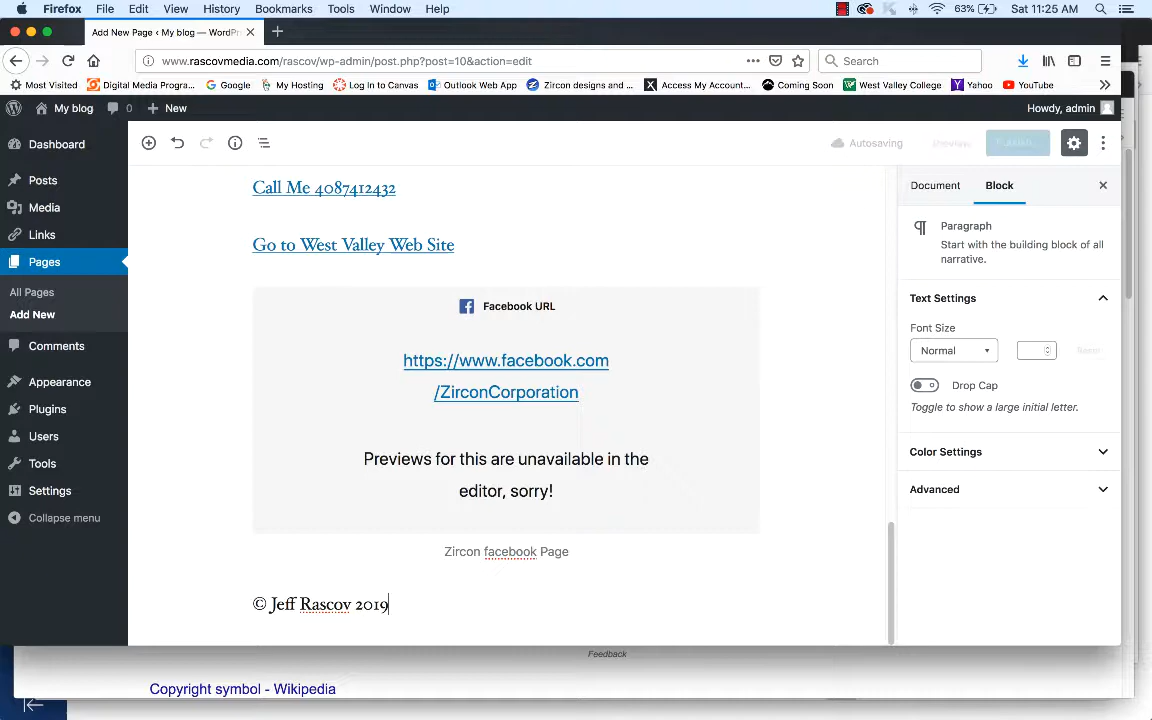 Firefox File Edit View History Bookmarks Tools Window Help 63% Sat 11:25 AM
Add New Page ‹ My blog — WordPr
www.rascovmedia.com/rascov/wp-admin/post.php?post=10&action=edit
Search
Most Visited Digital Media Progra... Google My Hosting Log In to Canvas Outlook Web App Zircon designs and ... Access My Account... Coming Soon West Valley College Yahoo YouTube
My blog 0 New Howdy, admin
Dashboard
Posts
Media
Links
Pages
All Pages
Add New
Comments
Appearance
Plugins
Users
Tools
Settings
Collapse menu
Autosaving Preview Publish...
Call Me 4087412432
Go to West Valley Web Site
Facebook URL
https://www.facebook.com
/ZirconCorporation
Previews for this are unavailable in the
editor, sorry!
Zircon facebook Page
© Jeff Rascov 2019
Document Block
Paragraph
Start with the building block of all
narrative.
Text Settings
Font Size
Normal Reset
Drop Cap
Toggle to show a large initial letter.
Color Settings
Advanced
Feedback
Copyright symbol - Wikipedia